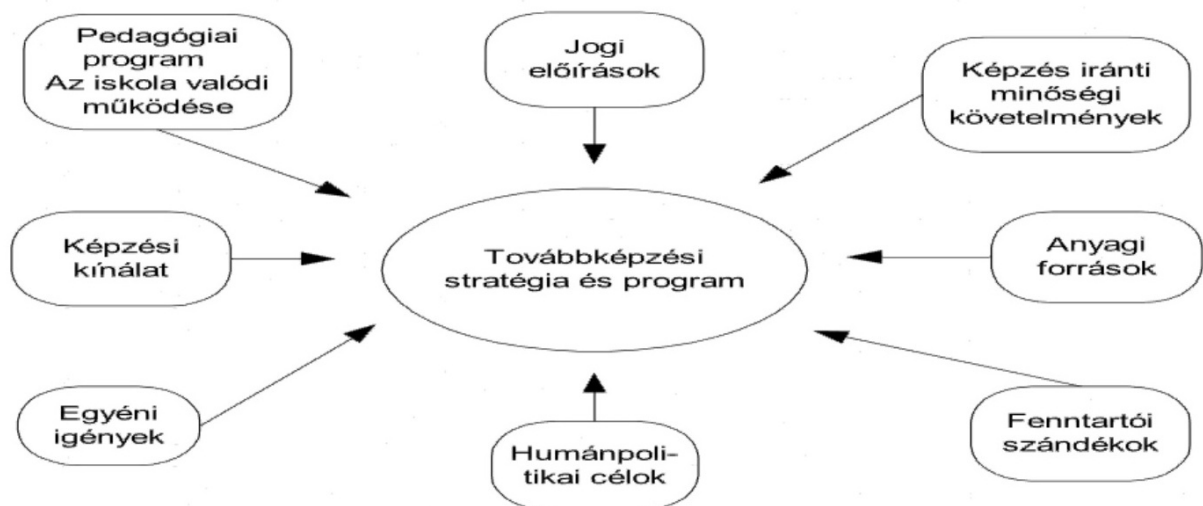 Pedagógiai
program
Az iskola valódi
működése
Jogi
előírások
Képzés iránti
minőségi
követelmények
Képzési
kínálat
Továbbképzési
stratégia és program
Anyagi
források
Egyéni
igények
Humánpoli-
tikai célok
Fenntartói
szándékok